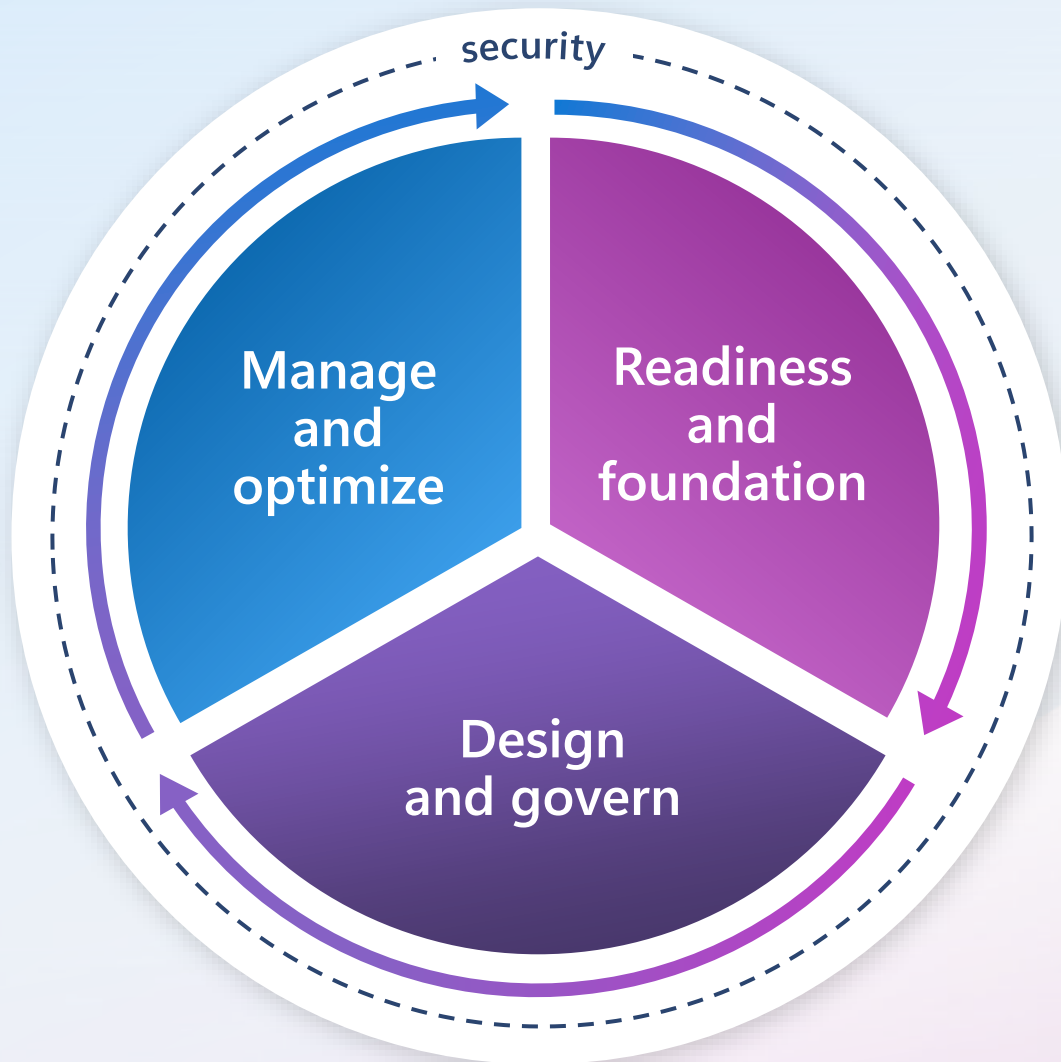 security
Manage
and
optimize
Readiness
and
foundation
Design
and govern